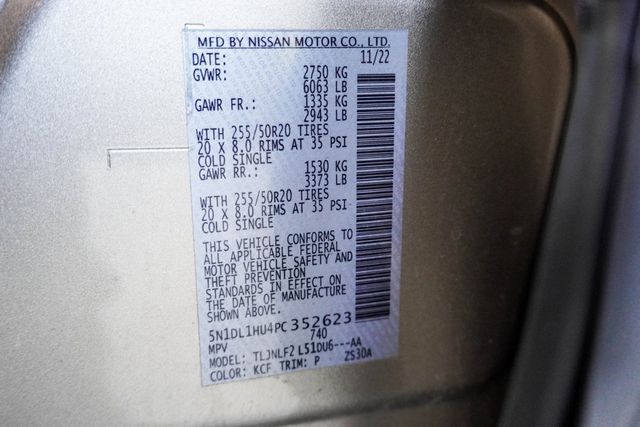 MFD BY NISSAN MOTOR CO., LTD.
DATE: 11/22
GVWR: 2750 KG
6063 LB
GAWR FR.: 1335 KG
2943 LB
WITH 255/50R20 TIRES
20 X 8.0 RIMS AT 35 PSI
COLD SINGLE
GAWR RR.: 1530 KG
3373 LB
WITH 255/50R20 TIRES
20 X 8.0 RIMS AT 35 PSI
COLD SINGLE
THIS VEHICLE CONFORMS TO
ALL APPLICABLE FEDERAL
MOTOR VEHICLE SAFETY AND
THEFT PREVENTION
STANDARDS IN EFFECT ON
THE DATE OF MANUFACTURE
SHOWN ABOVE.
5N1DL1HU4PC352623
MPV 740
MODEL: TLJNLF2 L51DU6---AA
COLOR: KCF TRIM: P ZS30A